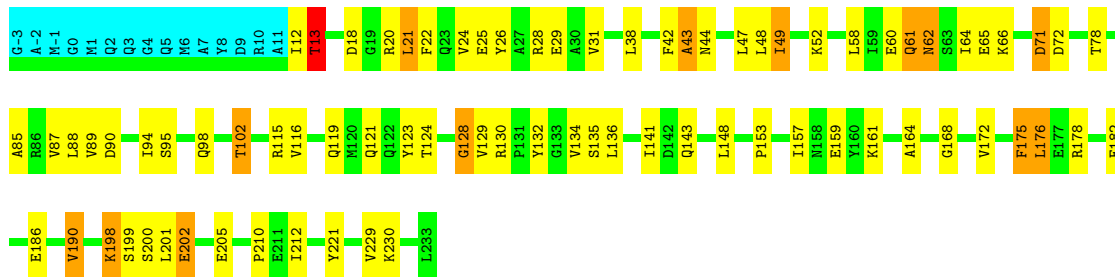 G-3 A-2 M-1 G0 M1 Q2 Q3 G4 Q5 M6 A7 Y8 D9 R10 A11 I12 T13 D18 G19 R20 L21 F22 Q23 V24 E25 Y26 A27 R28 E29 A30 V31 L38 F42 A43 N44 L47 L48 I49 K52 L58 I59 E60 Q61 N62 S63 I64 E65 K66 D71 D72 T78
A85 R86 V87 L88 V89 D90 I94 S95 Q98 T102 R115 V116 Q119 M120 Q121 Q122 Y123 T124 G128 V129 R130 P131 Y132 G133 V134 S135 L136 I141 D142 Q143 L148 P153 I157 N158 E159 Y160 K161 A164 G168 V172 F175 L176 E177 R178
E186 V190 K198 S199 S200 L201 E202 E205 P210 E211 I212 Y221 V229 K230 L233